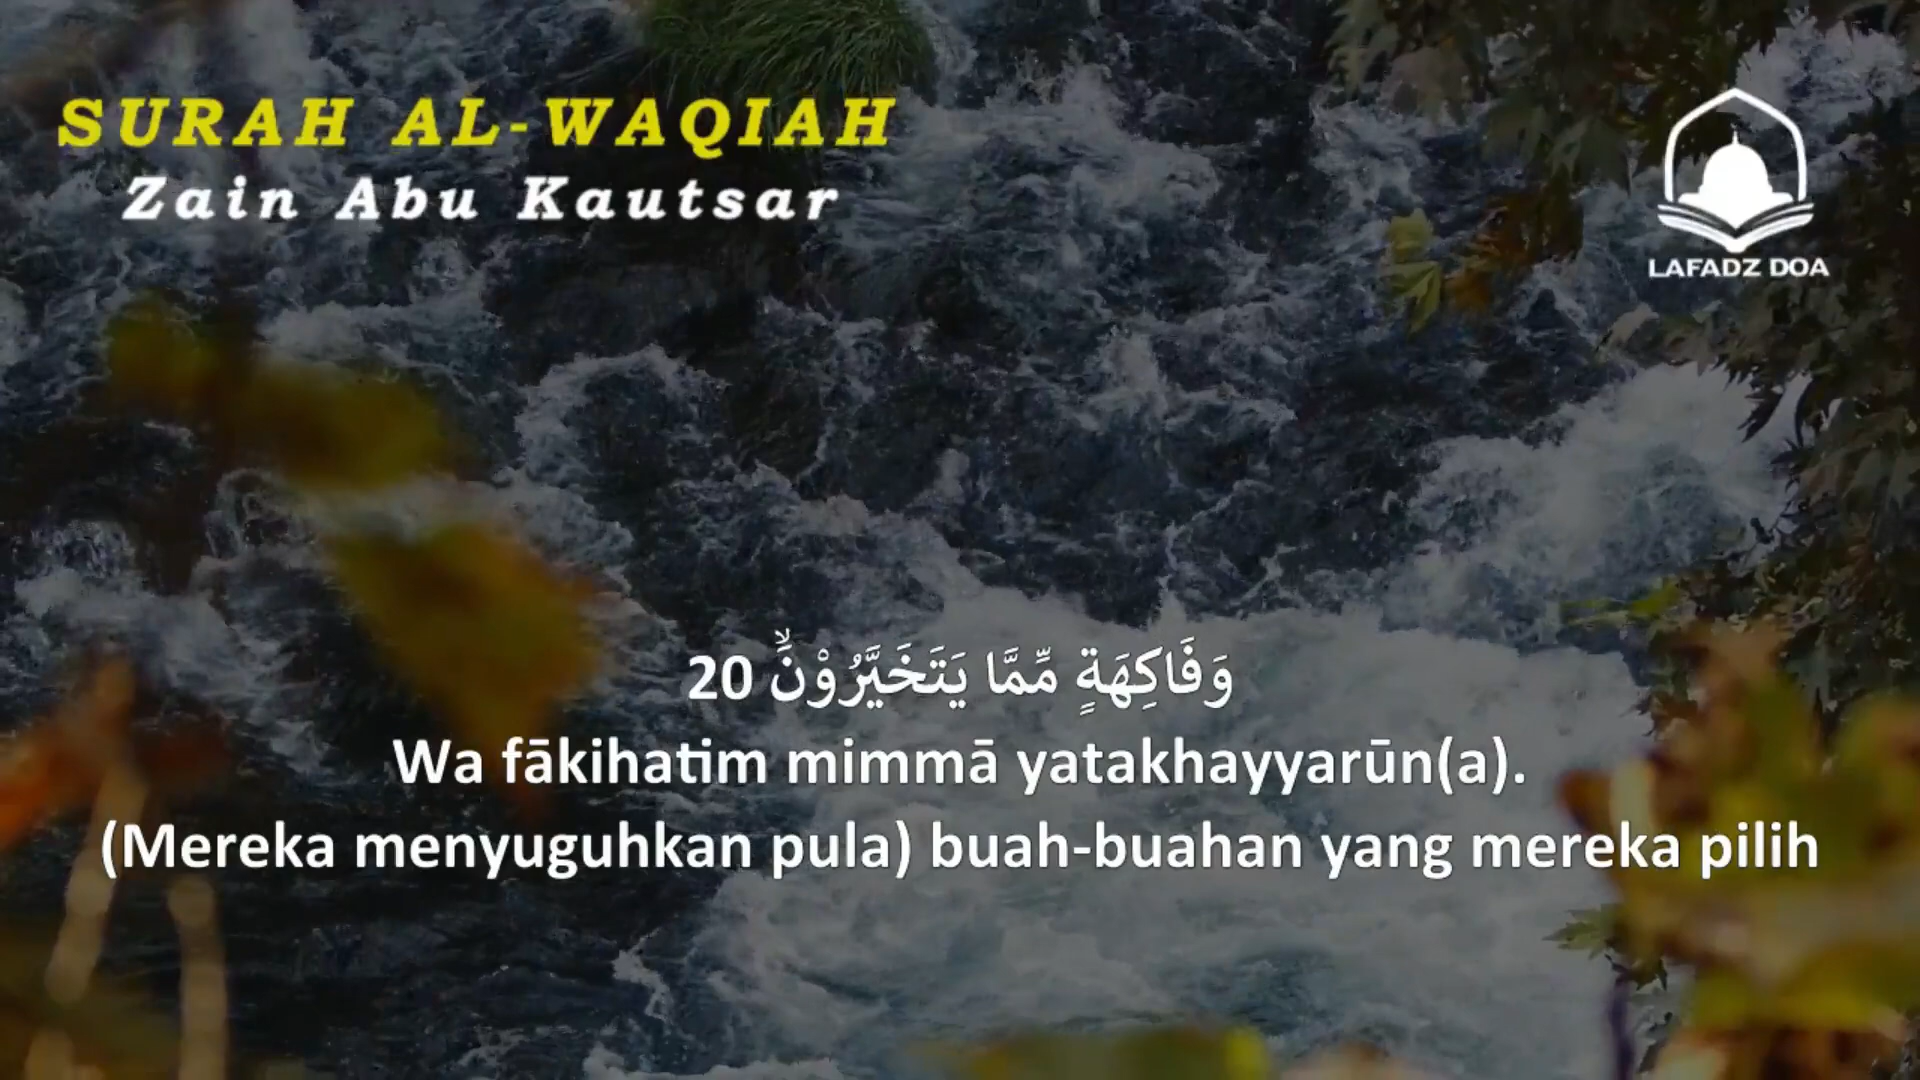 SURAH AL-WAQIAH
Zain Abu Kautsar
LAFADZ DOA
وَفَاكِهَةٍ مِّمَّا يَتَخَيَّرُوْنَۙ 20
Wa fākihatim mimmā yatakhayyarūn(a).
(Mereka menyuguhkan pula) buah-buahan yang mereka pilih